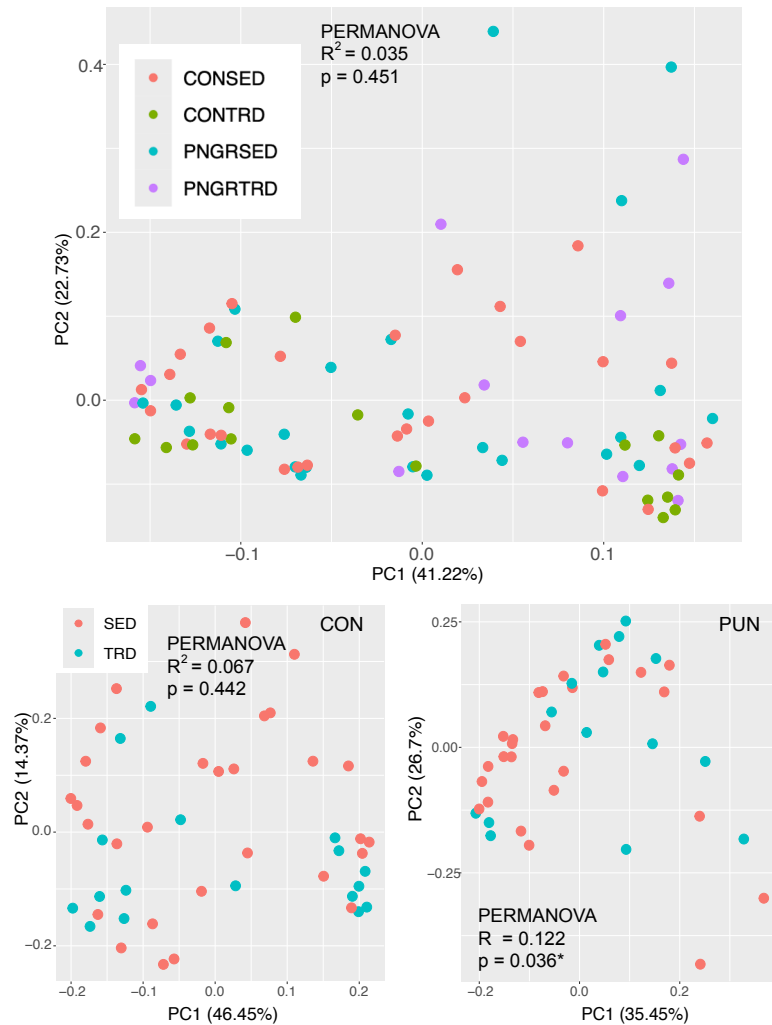 PERMANOVA
R² = 0.035
p = 0.451
CONSED
CONTRD
PNGRSED
PNGRTRD
0.4
0.2
0.0
PC2 (22.73%)
−0.1
0.0
0.1
PC1 (41.22%)
SED
TRD
CON
PERMANOVA
R² = 0.067
p = 0.442
0.2
0.0
−0.2
PC2 (14.37%)
−0.2
−0.1
0.0
0.1
0.2
PC1 (46.45%)
PUN
0.25
0.00
−0.25
PC2 (26.7%)
PERMANOVA
R = 0.122
p = 0.036*
−0.2
0.0
0.2
PC1 (35.45%)